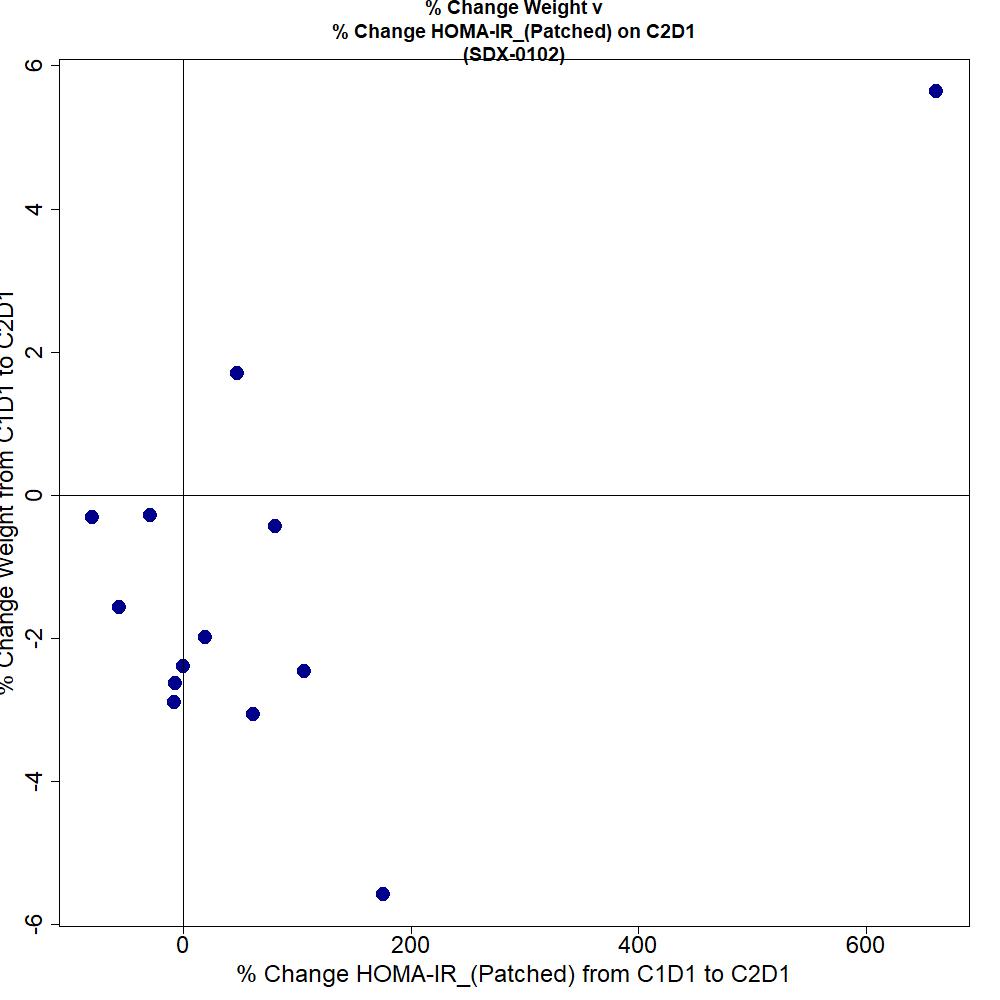 % Change Weight v
% Change HOMA-IR_(Patched) on C2D1
(SDX-0102)
% Change Weight from C1D1 to C2D1
6
4
2
0
-2
-4
-6
0
200
400
600
% Change HOMA-IR_(Patched) from C1D1 to C2D1